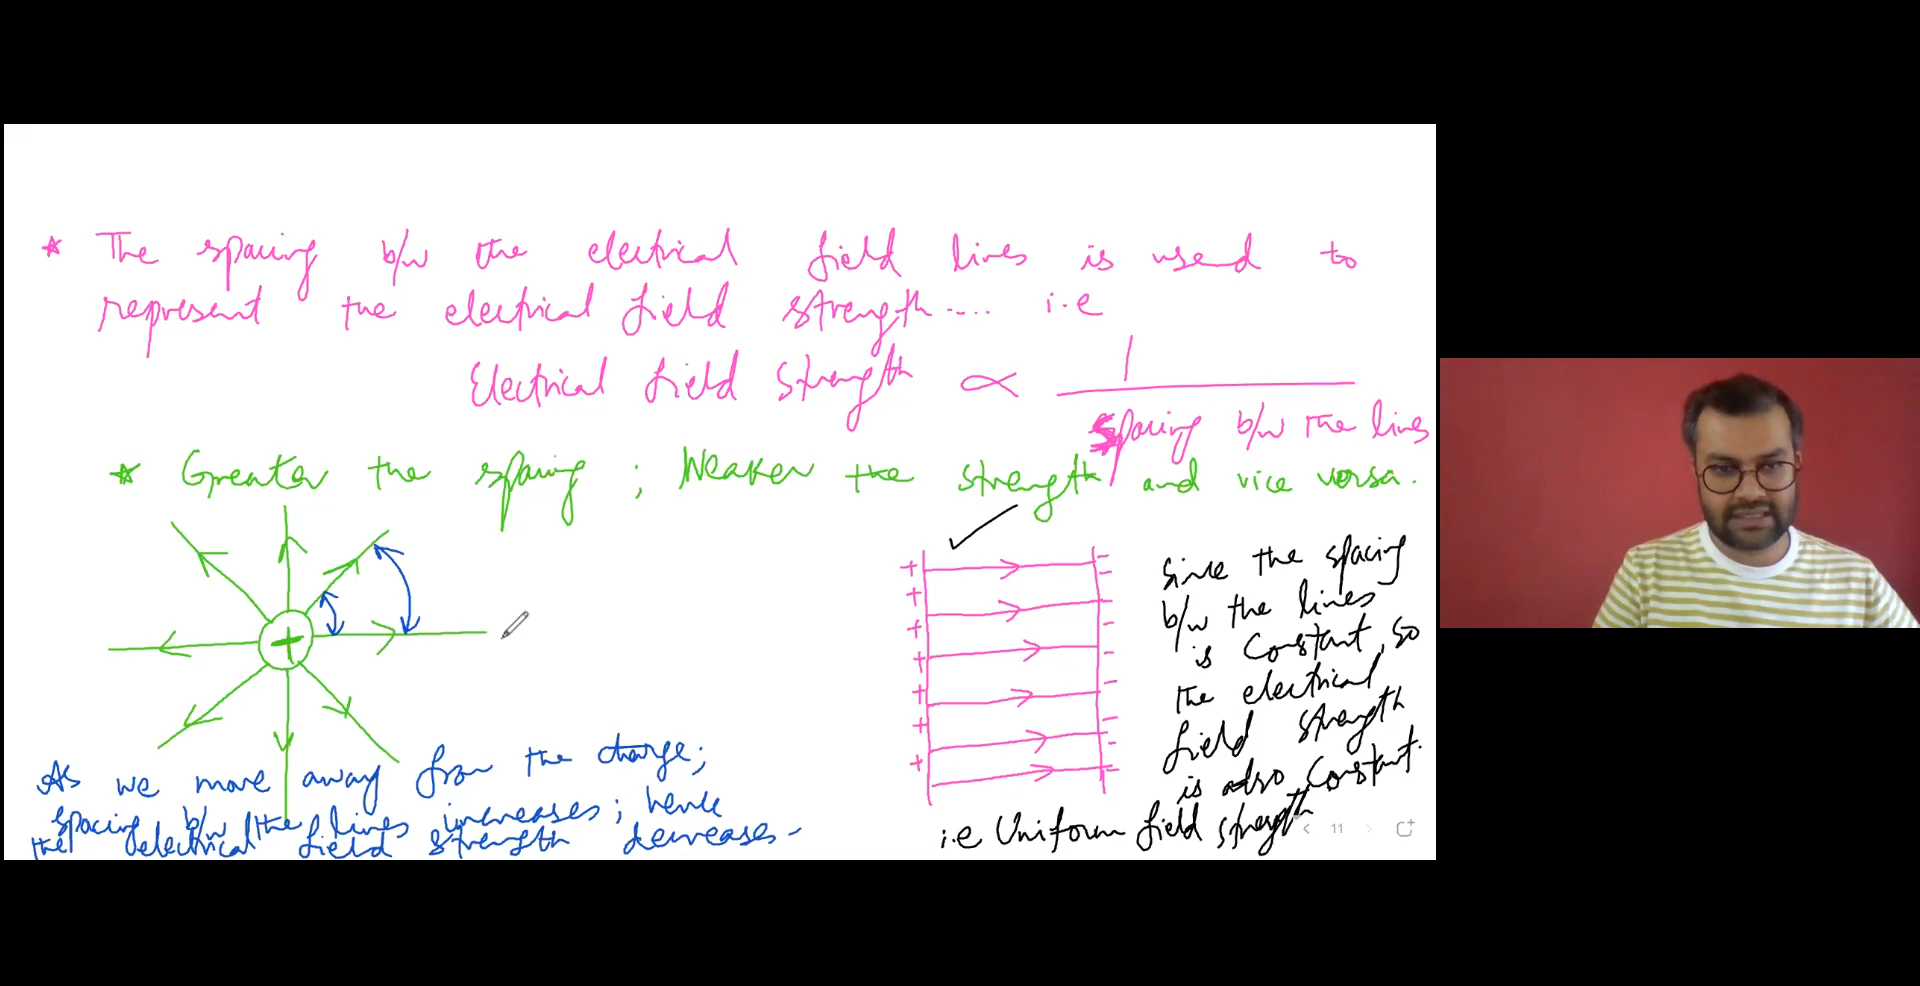 * The spacing b/w the electrical field lines is used to
represent the electrical field strength.... i.e
Electrical field Strength ∝ 1
Spacing b/w the lines
* Greater the spacing ; Weaker the strength and vice versa.
+
As we move away from the charge;
spacing b/w the lines increases; hence
the electrical field strength decreases-
+ + + + + + +
- - - - - - - - -
Since the spacing
b/w the lines
is Constant, so
the electrical
field strength
is also Constant.
i.e Uniform field strength
< 11 >